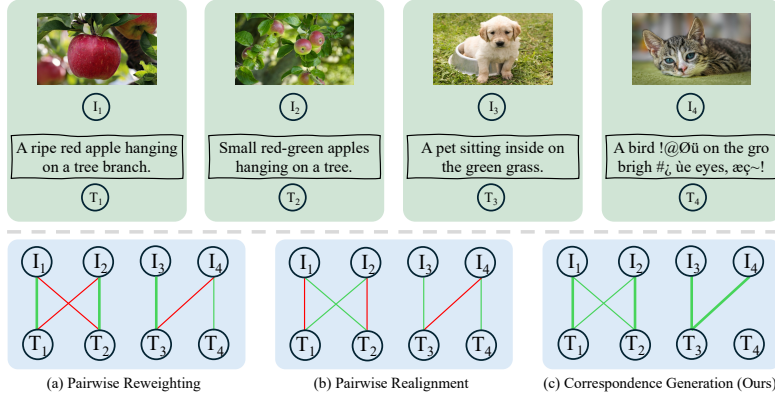 I₁
I₂
I₃
I₄
A ripe red apple hanging
on a tree branch.
Small red-green apples
hanging on a tree.
A pet sitting inside on
the green grass.
A bird !@Øü on the gro
brigh #¿ ùe eyes, æç~!
T₁
T₂
T₃
T₄
I₁ I₂ I₃ I₄
T₁ T₂ T₃ T₄
(a) Pairwise Reweighting
I₁ I₂ I₃ I₄
T₁ T₂ T₃ T₄
(b) Pairwise Realignment
I₁ I₂ I₃ I₄
T₁ T₂ T₃ T₄
(c) Correspondence Generation (Ours)